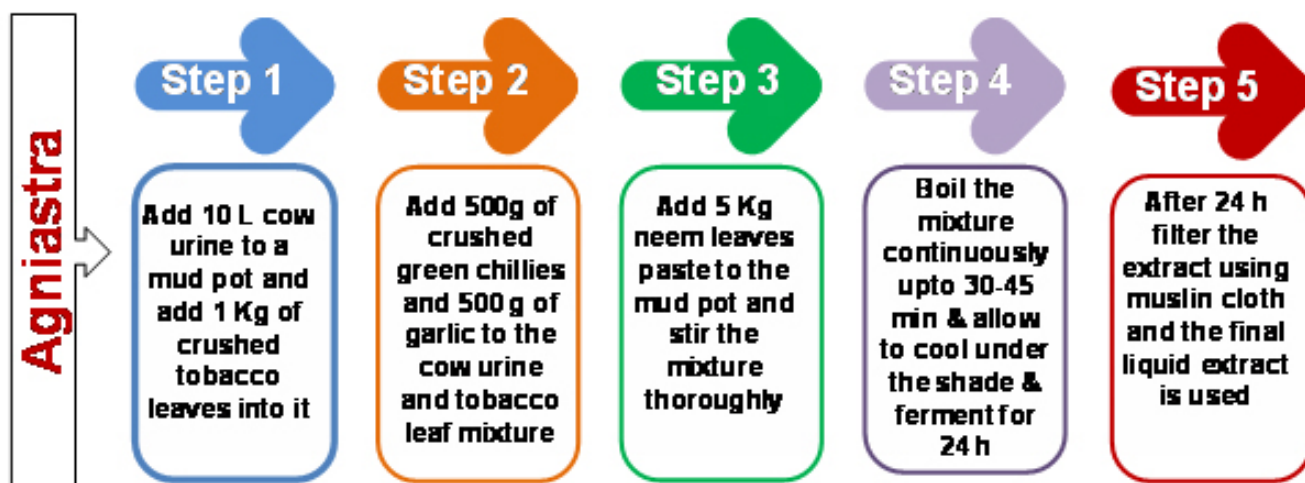 Agniastra
Step 1
Add 10 L cow
urine to a
mud pot and
add 1 Kg of
crushed
tobacco
leaves into it
Step 2
Add 500g of
crushed
green chillies
and 500 g of
garlic to the
cow urine
and tobacco
leaf mixture
Step 3
Add 5 Kg
neem leaves
paste to the
mud pot and
stir the
mixture
thoroughly
Step 4
Boil the
mixture
continuously
upto 30-45
min & allow
to cool under
the shade &
ferment for
24 h
Step 5
After 24 h
filter the
extract using
muslin cloth
and the final
liquid extract
is used